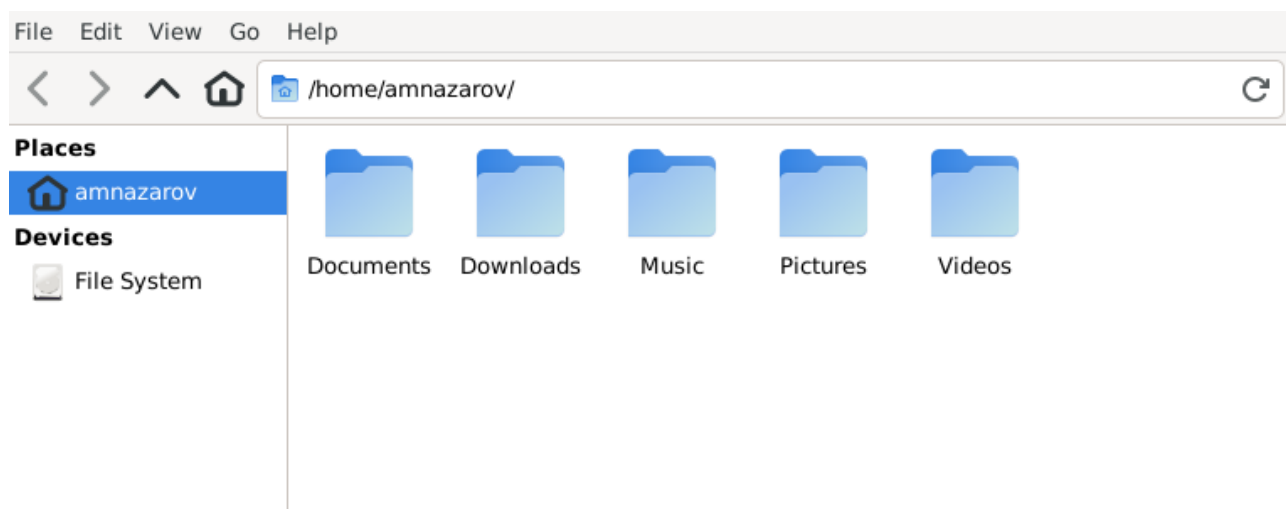 File Edit View Go Help
/home/amnazarov/
Places
amnazarov
Devices
File System
Documents Downloads Music Pictures Videos